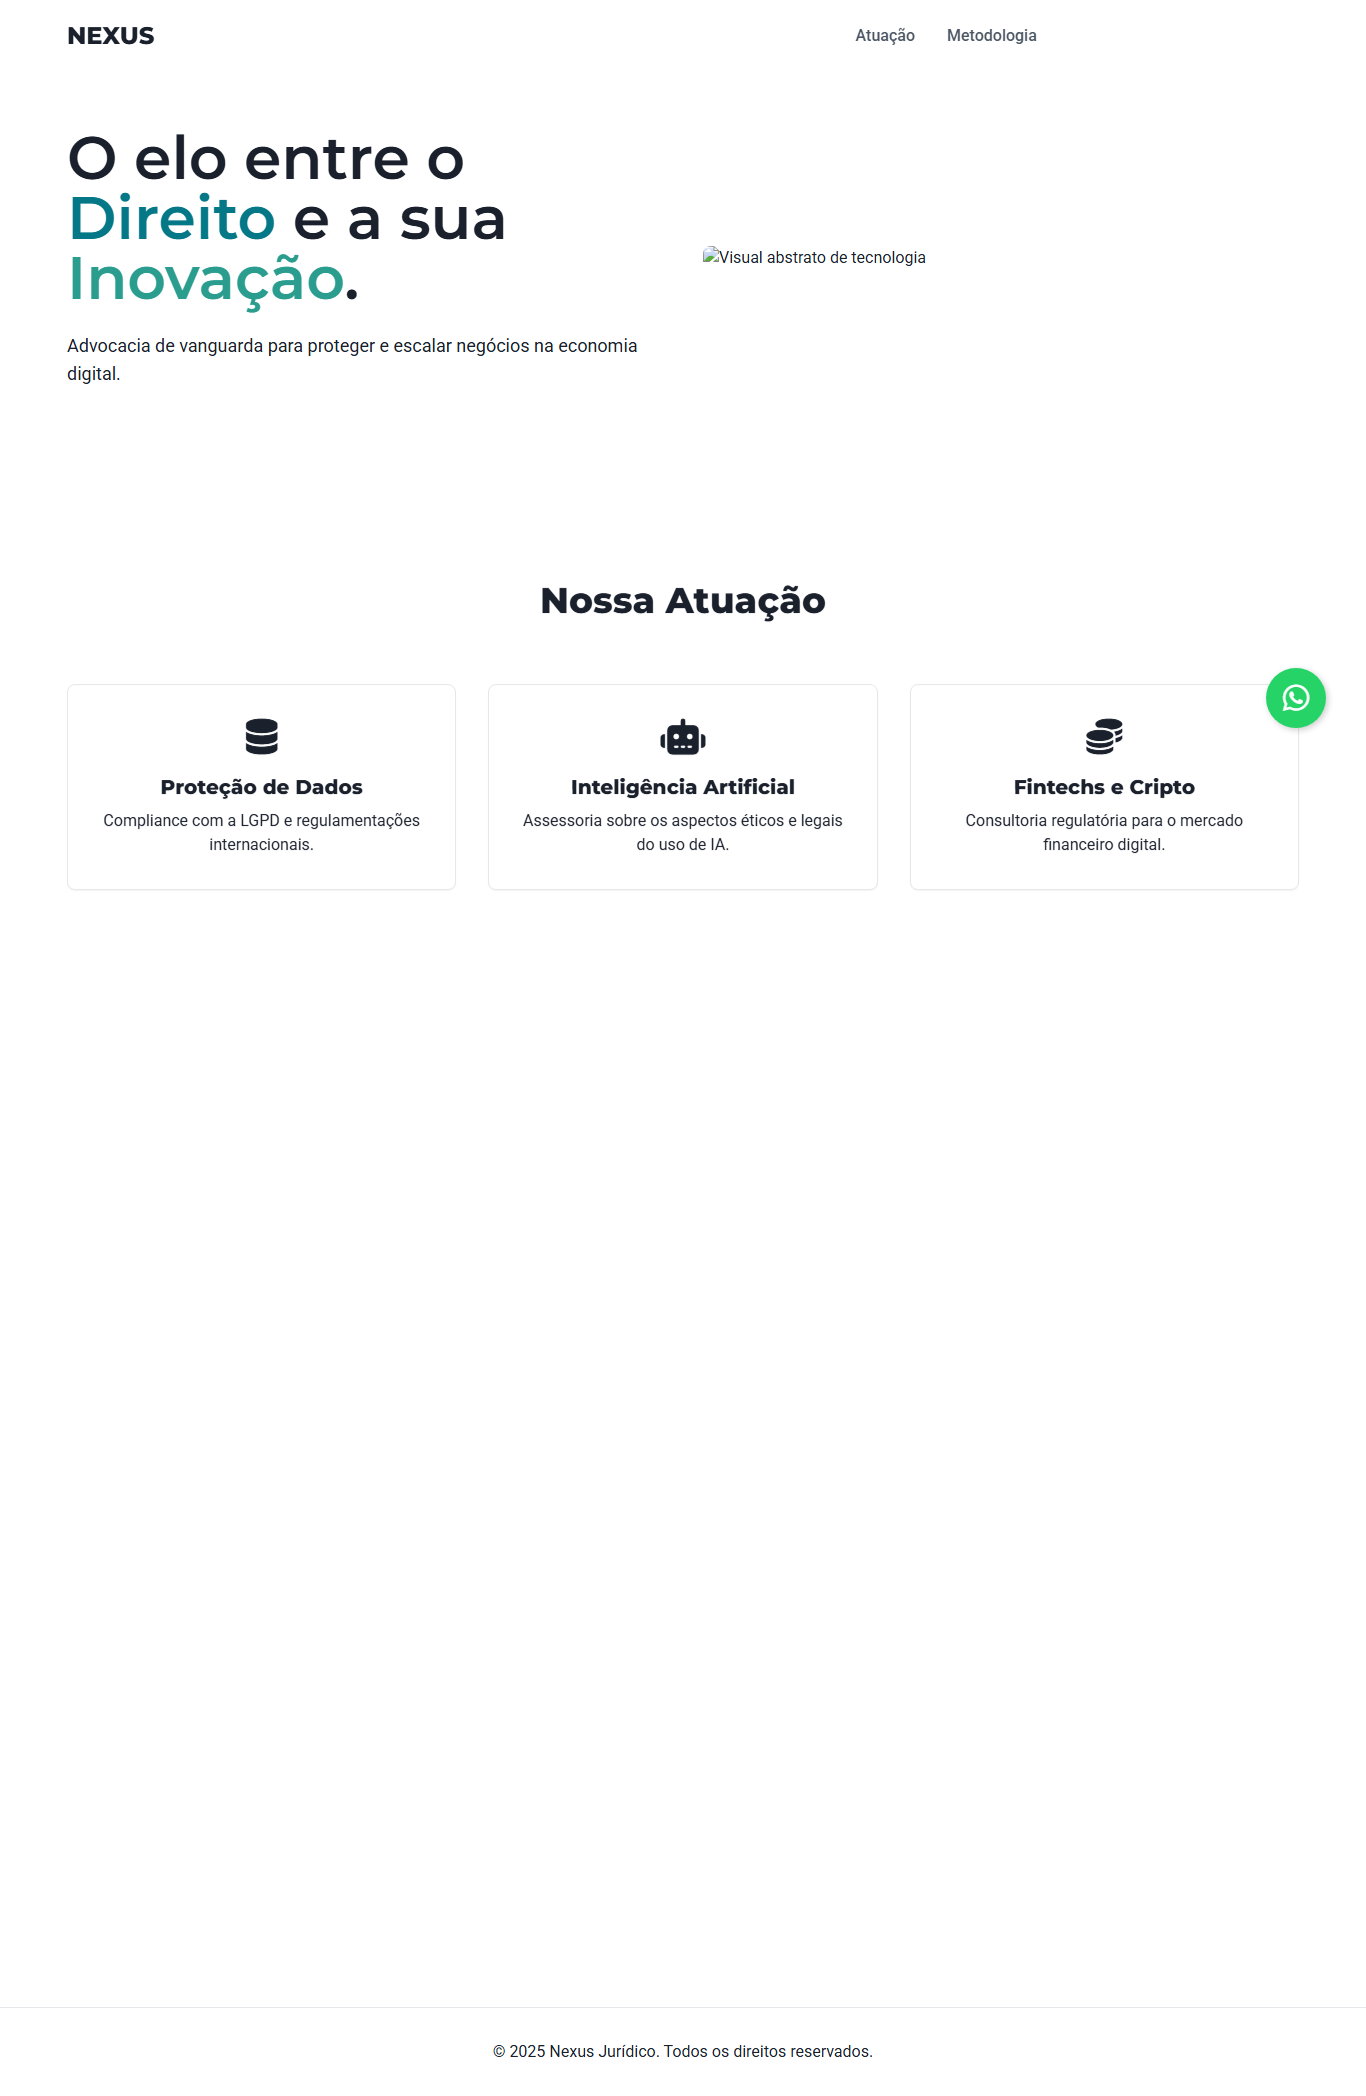 NEXUS
Atuação
Metodologia
O elo entre o
Direito e a sua
Inovação.
Advocacia de vanguarda para proteger e escalar negócios na economia
digital.
Visual abstrato de tecnologia
Nossa Atuação
Proteção de Dados
Compliance com a LGPD e regulamentações
internacionais.
Inteligência Artificial
Assessoria sobre os aspectos éticos e legais
do uso de IA.
Fintechs e Cripto
Consultoria regulatória para o mercado
financeiro digital.
© 2025 Nexus Jurídico. Todos os direitos reservados.